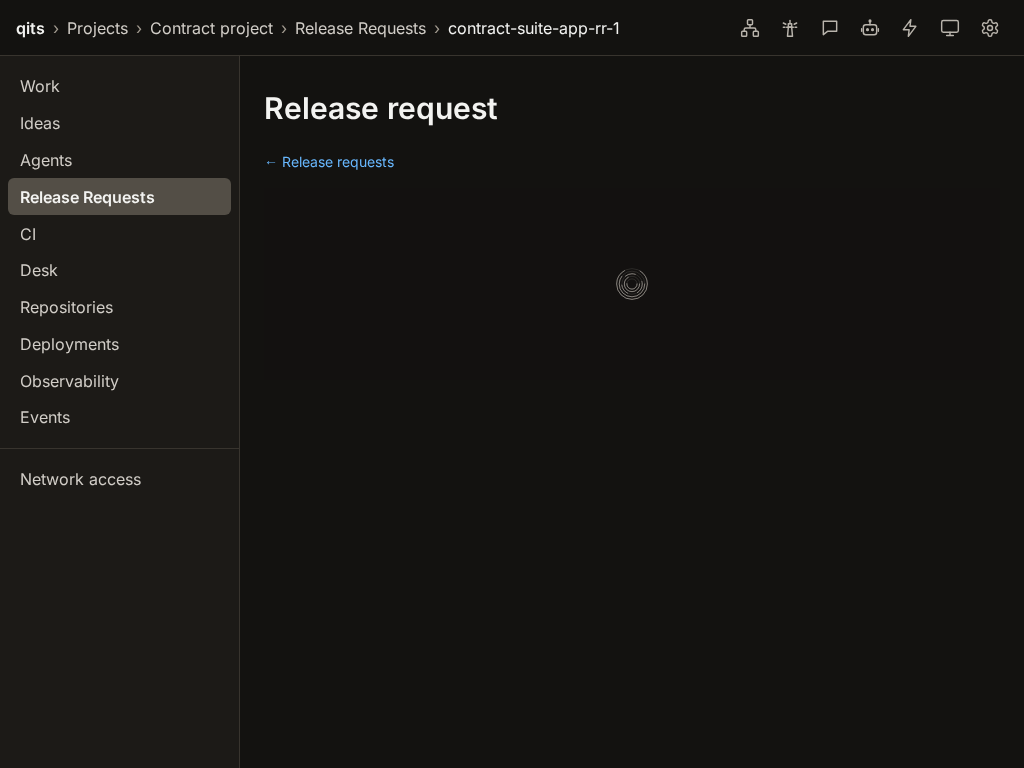 qits › Projects › Contract project › Release Requests › contract-suite-app-rr-1
Work
Ideas
Agents
Release Requests
CI
Desk
Repositories
Deployments
Observability
Events
Network access
Release request
← Release requests